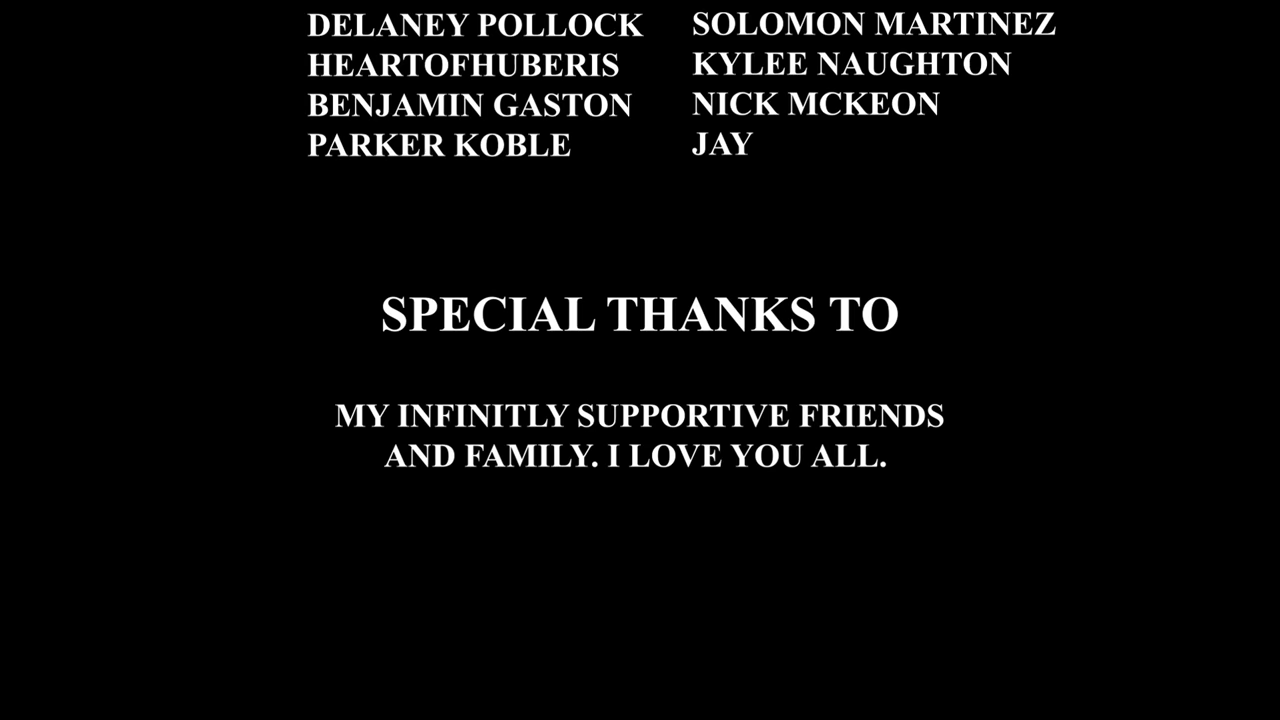 DELANEY POLLOCK
HEARTOFHUBERIS
BENJAMIN GASTON
PARKER KOBLE
SOLOMON MARTINEZ
KYLEE NAUGHTON
NICK MCKEON
JAY
SPECIAL THANKS TO
MY INFINITLY SUPPORTIVE FRIENDS
AND FAMILY. I LOVE YOU ALL.